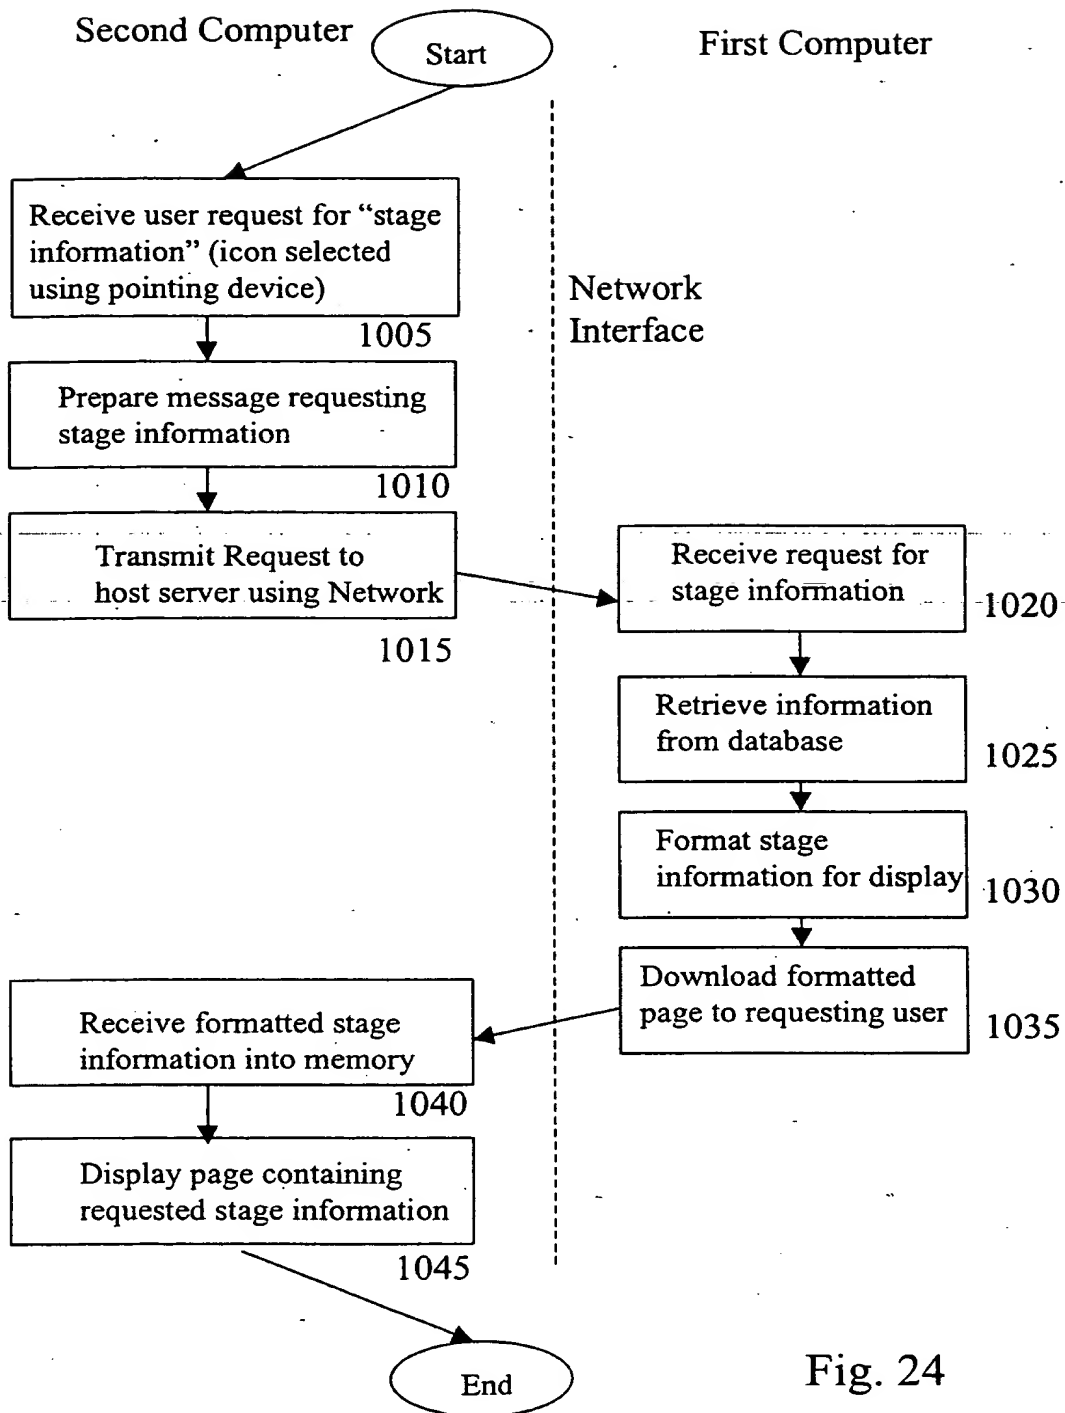 Second Computer
Start
First Computer
Receive user request for “stage
information” (icon selected
using pointing device)
1005
Network
Interface
Prepare message requesting
stage information
1010
Transmit Request to
host server using Network
1015
Receive request for
stage information
1020
Retrieve information
from database
1025
Format stage
information for display
1030
Download formatted
page to requesting user
1035
Receive formatted stage
information into memory
1040
Display page containing
requested stage information
1045
End
Fig. 24